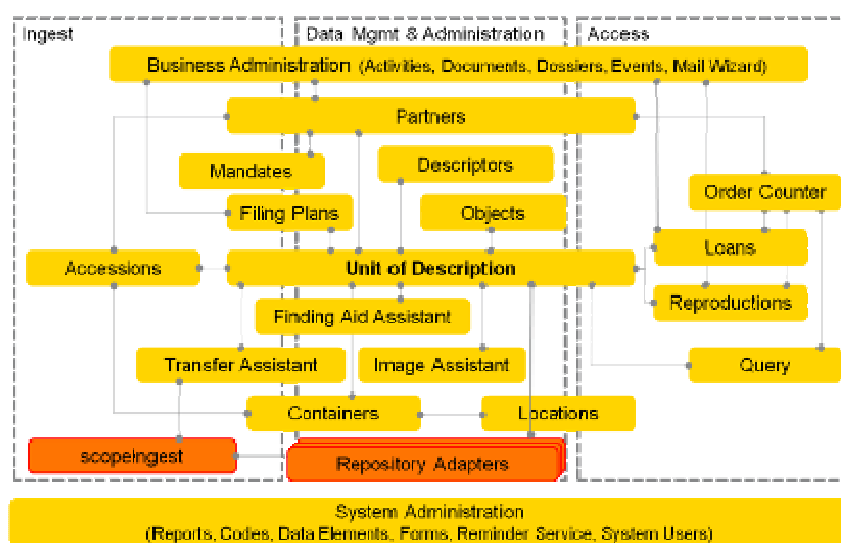 Ingest
Data Mgmt & Administration
Access
Business Administration (Activities, Documents, Dossiers, Events, Mail Wizard)
Partners
Mandates
Descriptors
Order Counter
Filing Plans
Objects
Loans
Accessions
Unit of Description
Reproductions
Finding Aid Assistant
Transfer Assistant
Image Assistant
Query
Containers
Locations
scopeingest
Repository Adapters
System Administration
(Reports, Codes, Data Elements, Forms, Reminder Service, System Users)